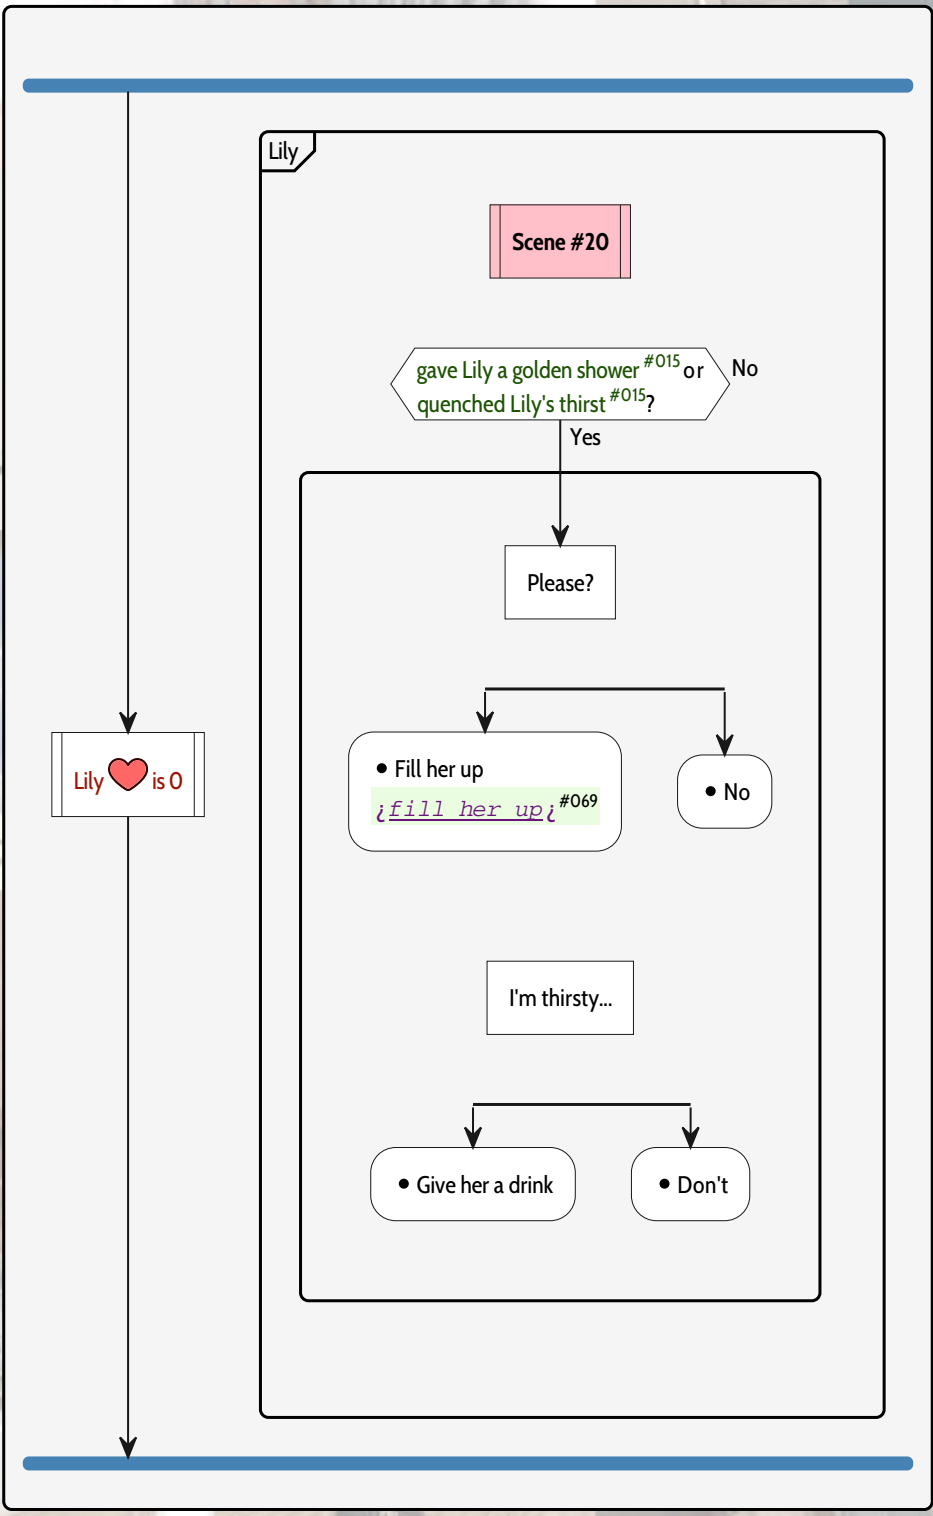 Lily
Scene #20
gave Lily a golden shower #015 or
quenched Lily's thirst #015?
No
Yes
Please?
Lily is 0
• Fill her up
¿fill her up¿ #069
• No
I'm thirsty...
• Give her a drink
• Don't